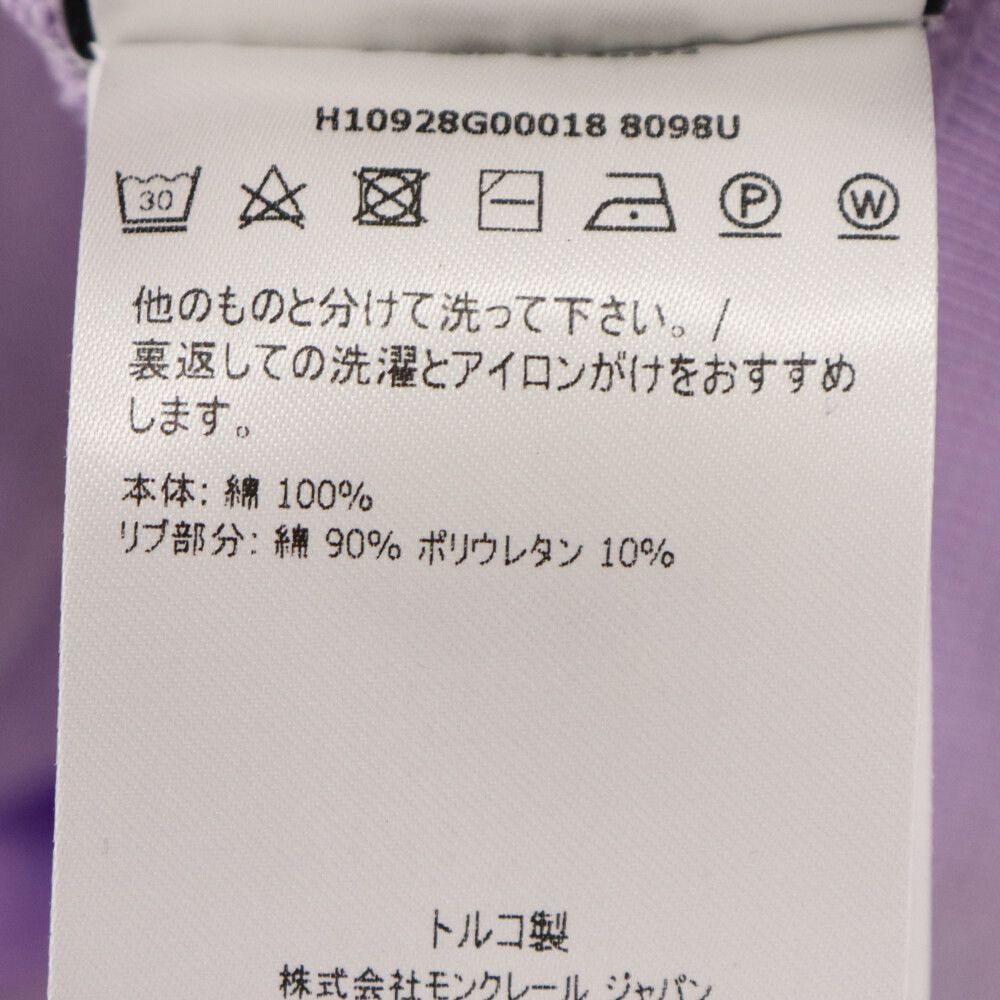 H10928G00018 8098U
30 P W
他のものと分けて洗って下さい。/
裏返しての洗濯とアイロンがけをおすすめ
します。
本体: 綿 100%
リブ部分: 綿 90% ポリウレタン 10%
トルコ製
株式会社モンクレール ジャパン